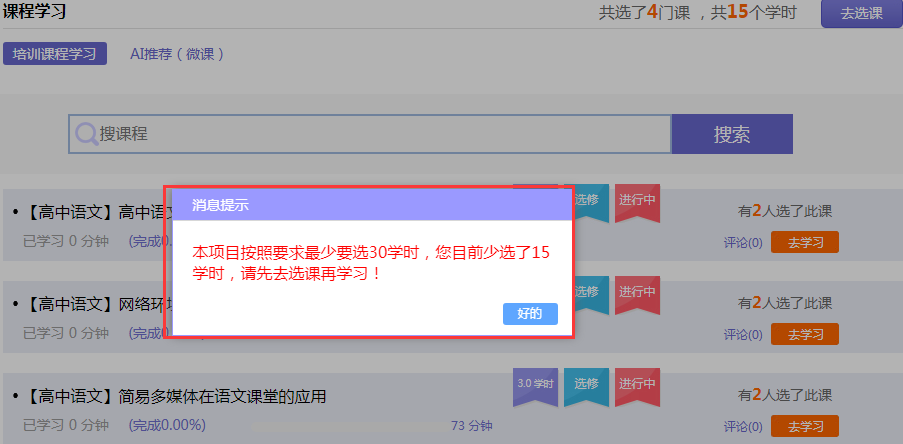 课程学习
共选了4门课 ，共15个学时
去选课
培训课程学习
AI推荐（微课）
搜课程
搜索
消息提示
选修
进行中
• 【高中语文】高中语文
有2人选了此课
已学习 0 分钟
(完成0.
评论(0)
去学习
本项目按照要求最少要选30学时，您目前少选了15
学时，请先去选课再学习！
好的
选修
进行中
• 【高中语文】网络环境
有2人选了此课
已学习 0 分钟
(完成0.
评论(0)
去学习
• 【高中语文】简易多媒体在语文课堂的应用
3.0 学时
选修
进行中
有2人选了此课
已学习 0 分钟
(完成0.00%)
73 分钟
评论(0)
去学习